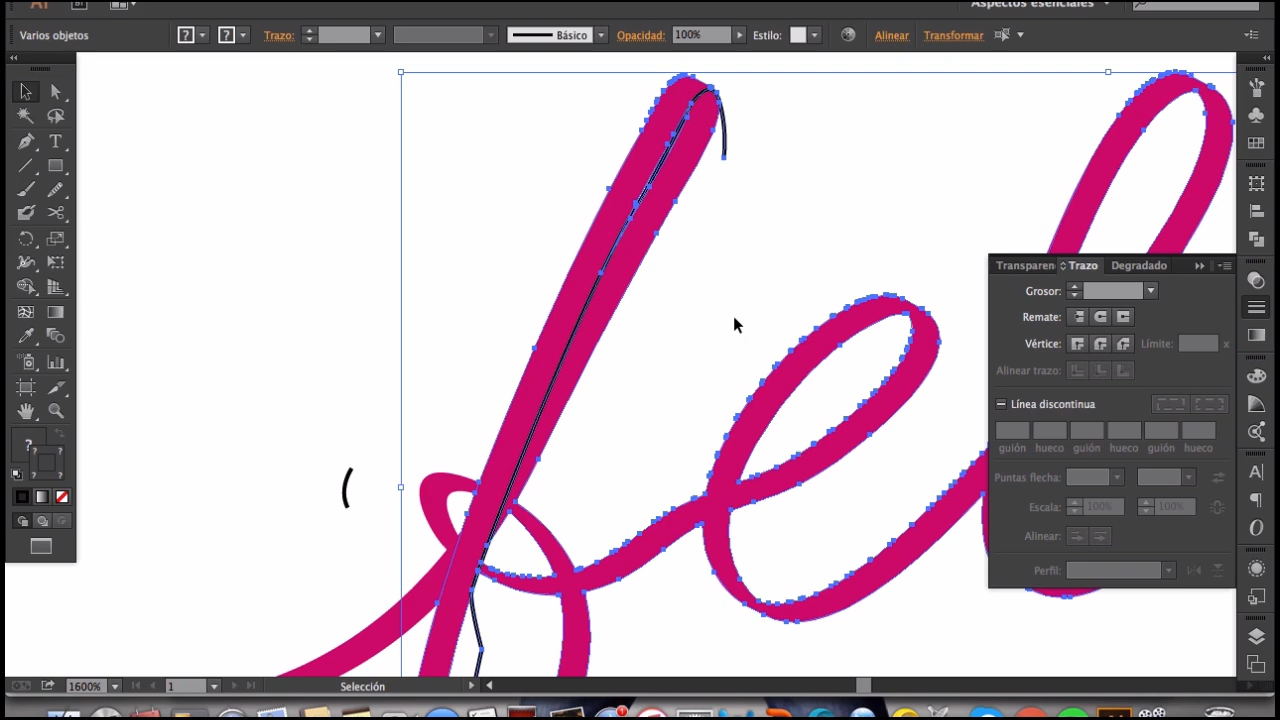 Ai Br
Aspectos esenciales
Varios objetos
Trazo:
Básico
Opacidad: 100%
Estilo:
Alinear
Transformar
Transparen Trazo Degradado
Grosor:
Remate:
Vértice: Límite: x
Alinear trazo:
Línea discontinua
guión hueco guión hueco guión hueco
Puntas flecha:
Escala: 100% 100%
Alinear:
Perfil:
1600%
1
Selección